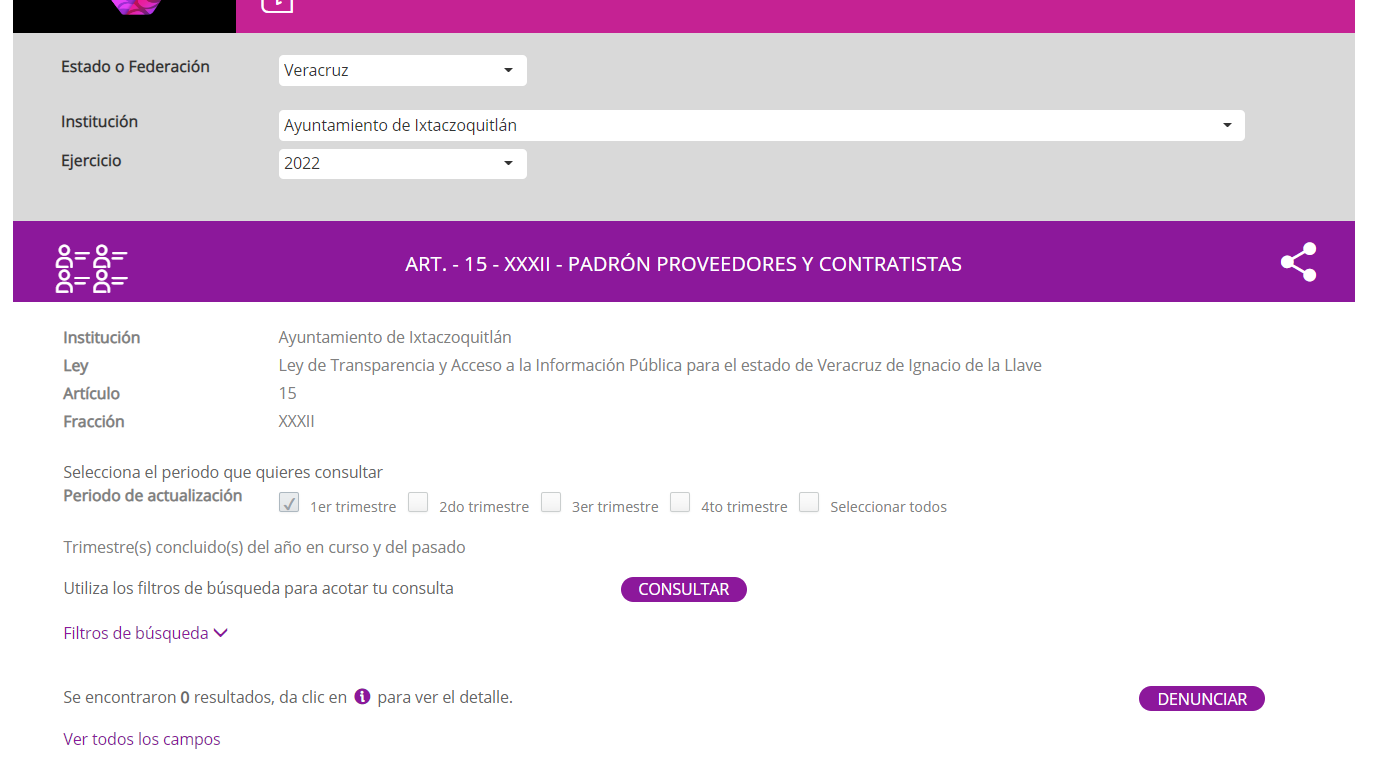 Estado o Federación Veracruz
Institución Ayuntamiento de Ixtaczoquitlán
Ejercicio 2022
ART. - 15 - XXXII - PADRÓN PROVEEDORES Y CONTRATISTAS
Institución Ayuntamiento de Ixtaczoquitlán
Ley Ley de Transparencia y Acceso a la Información Pública para el estado de Veracruz de Ignacio de la Llave
Artículo 15
Fracción XXXII
Selecciona el periodo que quieres consultar
Periodo de actualización 1er trimestre 2do trimestre 3er trimestre 4to trimestre Seleccionar todos
Trimestre(s) concluido(s) del año en curso y del pasado
Utiliza los filtros de búsqueda para acotar tu consulta CONSULTAR
Filtros de búsqueda
Se encontraron 0 resultados, da clic en i para ver el detalle. DENUNCIAR
Ver todos los campos